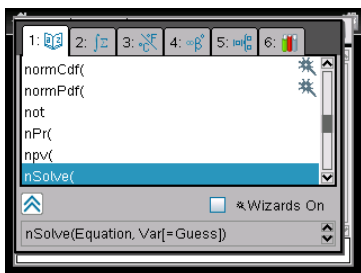 1: 2: ∫Σ 3: °F 4: ∞β° 5: 6:
normCdf(
normPdf(
not
nPr(
npv(
nSolve(
Wizards On
nSolve(Equation, Var[=Guess])